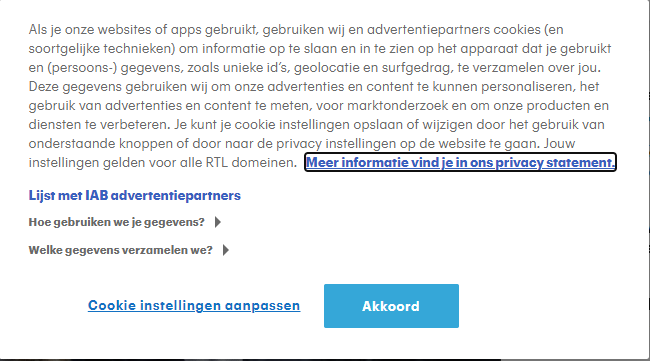 Als je onze websites of apps gebruikt, gebruiken wij en advertentiepartners cookies (en
soortgelijke technieken) om informatie op te slaan en in te zien op het apparaat dat je gebruikt
en (persoons-) gegevens, zoals unieke id's, geolocatie en surfgedrag, te verzamelen over jou.
Deze gegevens gebruiken wij om onze advertenties en content te kunnen personaliseren, het
gebruik van advertenties en content te meten, voor marktonderzoek en om onze producten en
diensten te verbeteren. Je kunt je cookie instellingen opslaan of wijzigen door het gebruik van
onderstaande knoppen of door naar de privacy instellingen op de website te gaan. Jouw
instellingen gelden voor alle RTL domeinen. Meer informatie vind je in ons privacy statement.
Lijst met IAB advertentiepartners
Hoe gebruiken we je gegevens?
Welke gegevens verzamelen we?
Cookie instellingen aanpassen Akkoord